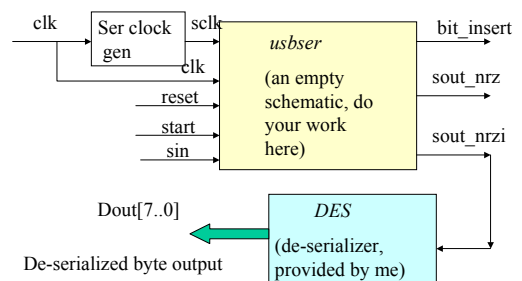 clk
Ser clock
gen
sclk
clk
reset
start
sin
usbser
(an empty
schematic, do
your work
here)
bit_insert
sout_nrz
sout_nrzi
Dout[7..0]
De-serialized byte output
DES
(de-serializer,
provided by me)